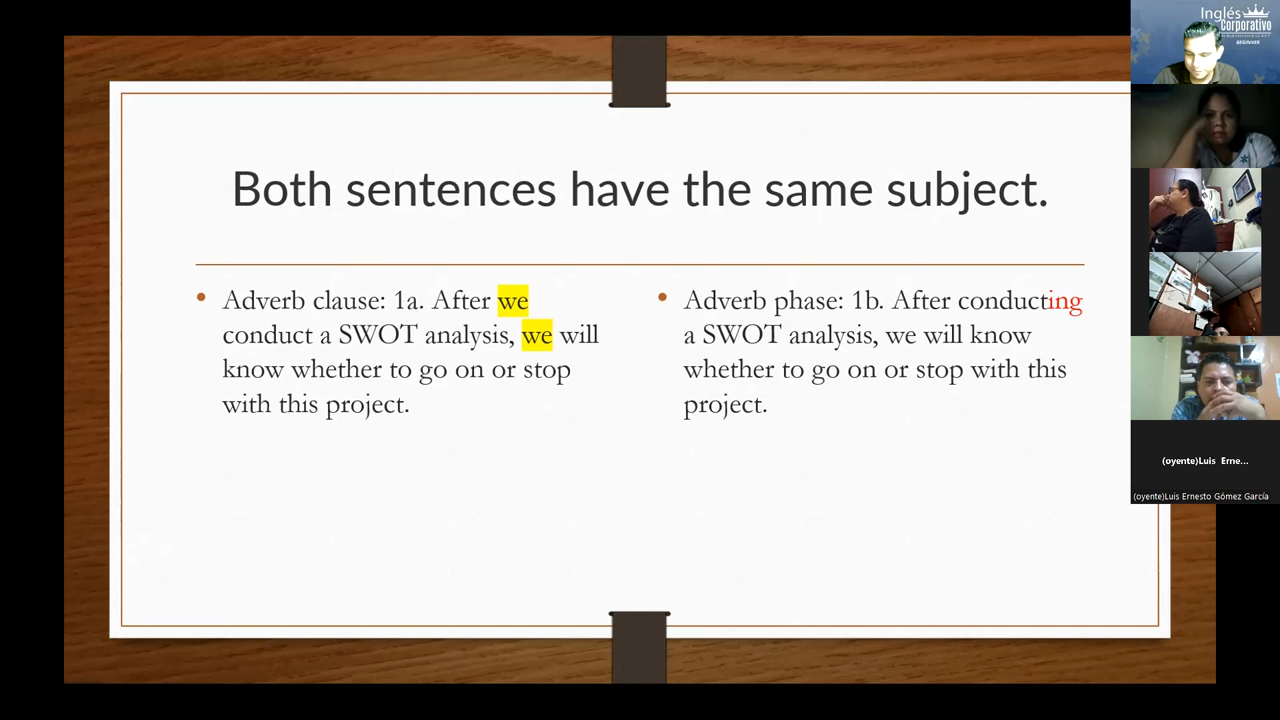 Both sentences have the same subject.
• Adverb clause: 1a. After we
conduct a SWOT analysis, we will
know whether to go on or stop
with this project.
• Adverb phase: 1b. After conducting
a SWOT analysis, we will know
whether to go on or stop with this
project.
Inglés
Corporativo
BEGINNER
(oyente)Luis Erne...
(oyente)Luis Ernesto Gómez García